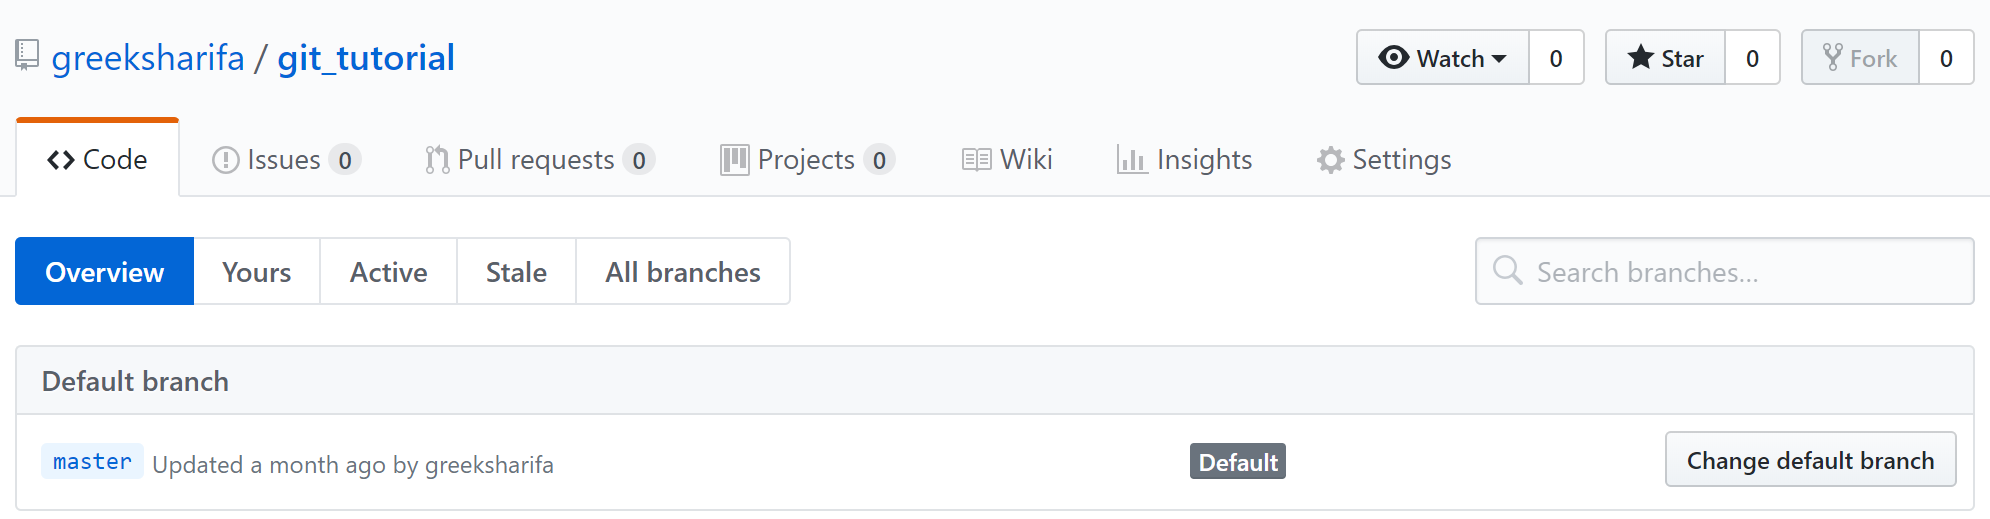 greeksharifa / git_tutorial
Watch 0 Star 0 Fork 0
Code Issues 0 Pull requests 0 Projects 0 Wiki Insights Settings
Overview Yours Active Stale All branches Search branches...
Default branch
master Updated a month ago by greeksharifa Default Change default branch